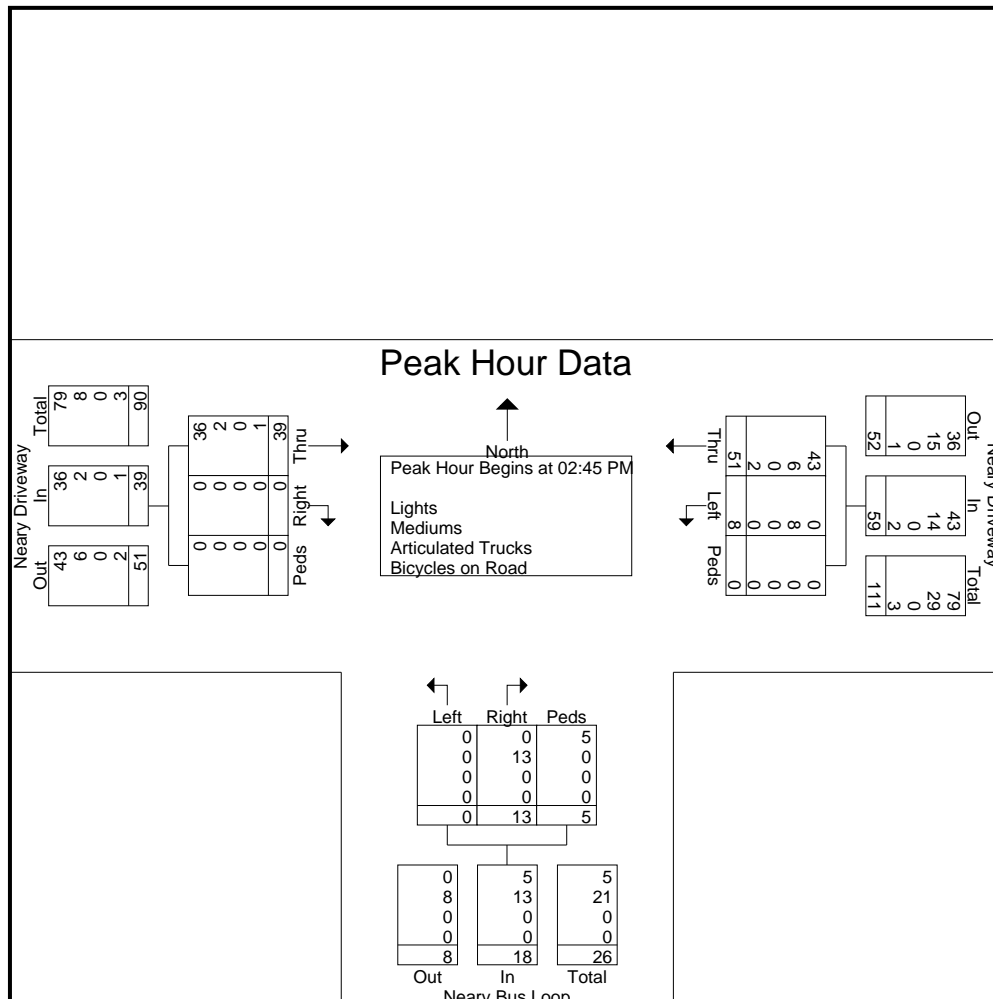 Peak Hour Data
North
Peak Hour Begins at 02:45 PM
Lights
Mediums
Articulated Trucks
Bicycles on Road
Neary Driveway
Total
79 8 0 3 90
In
36 2 0 1 39
Out
43 6 0 2 51
Thru
36 2 0 1 39
Right
0 0 0 0 0
Peds
0 0 0 0 0
Thru
43 6 0 2 51
Left
0 8 0 0 8
Peds
0 0 0 0 0
Neary Driveway
Out
36 15 0 1 52
In
43 14 0 2 59
Total
79 29 0 3 111
Left Right Peds
0 0 5
0 13 0
0 0 0
0 0 0
0 13 5
0 5 5
8 13 21
0 0 0
0 0 0
8 18 26
Out In Total
Neary Bus Loop